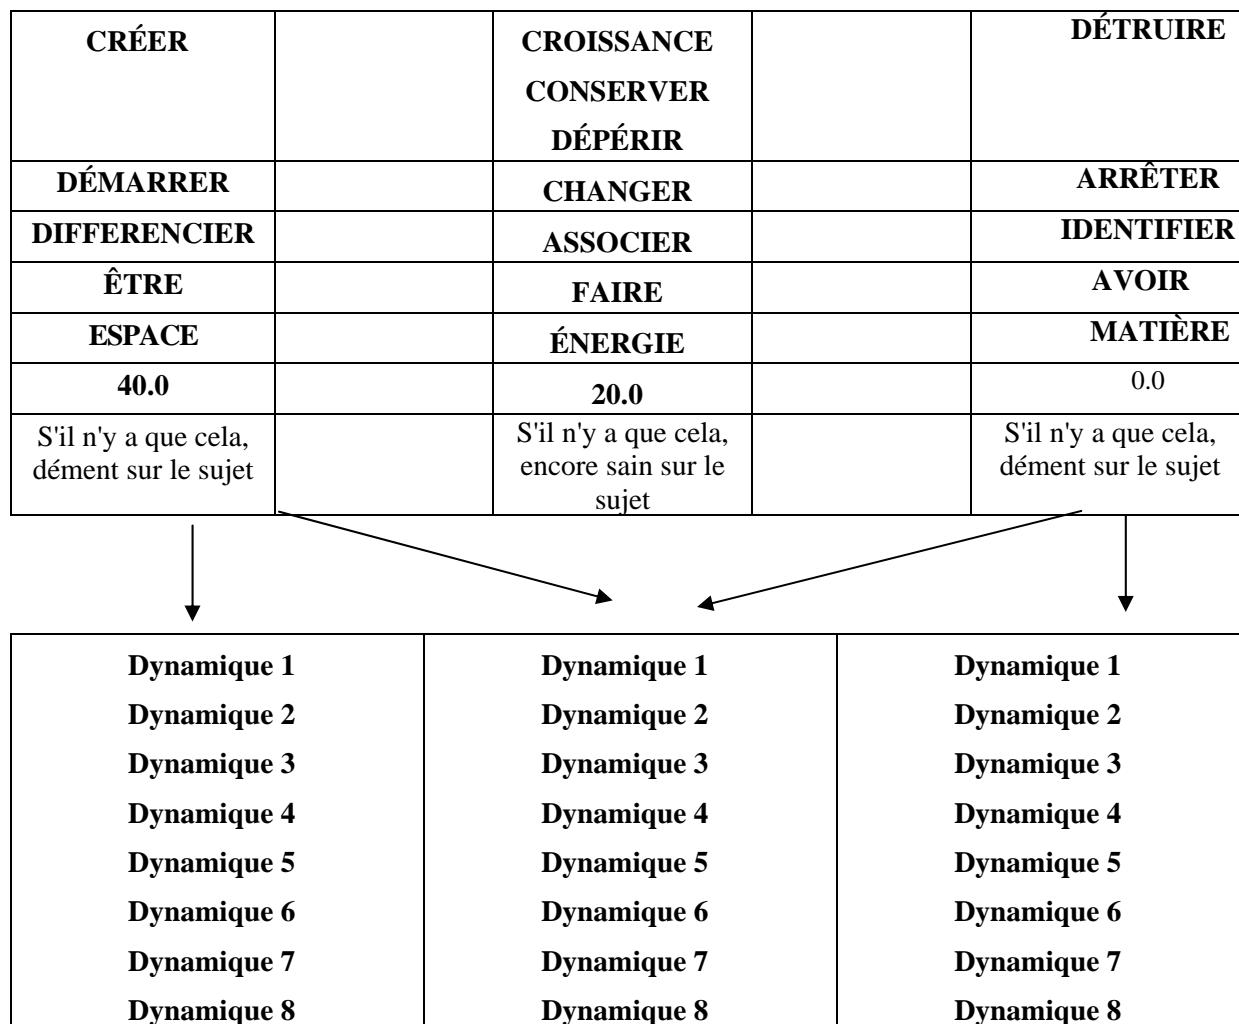 CRÉER
CROISSANCE
CONSERVER
DÉPÉRIR
DÉTRUIRE
DÉMARRER
CHANGER
ARRÊTER
DIFFERENCIER
ASSOCIER
IDENTIFIER
ÊTRE
FAIRE
AVOIR
ESPACE
ÉNERGIE
MATIÈRE
40.0
20.0
0.0
S'il n'y a que cela,
dément sur le sujet
S'il n'y a que cela,
encore sain sur le
sujet
S'il n'y a que cela,
dément sur le sujet
Dynamique 1
Dynamique 2
Dynamique 3
Dynamique 4
Dynamique 5
Dynamique 6
Dynamique 7
Dynamique 8
Dynamique 1
Dynamique 2
Dynamique 3
Dynamique 4
Dynamique 5
Dynamique 6
Dynamique 7
Dynamique 8
Dynamique 1
Dynamique 2
Dynamique 3
Dynamique 4
Dynamique 5
Dynamique 6
Dynamique 7
Dynamique 8